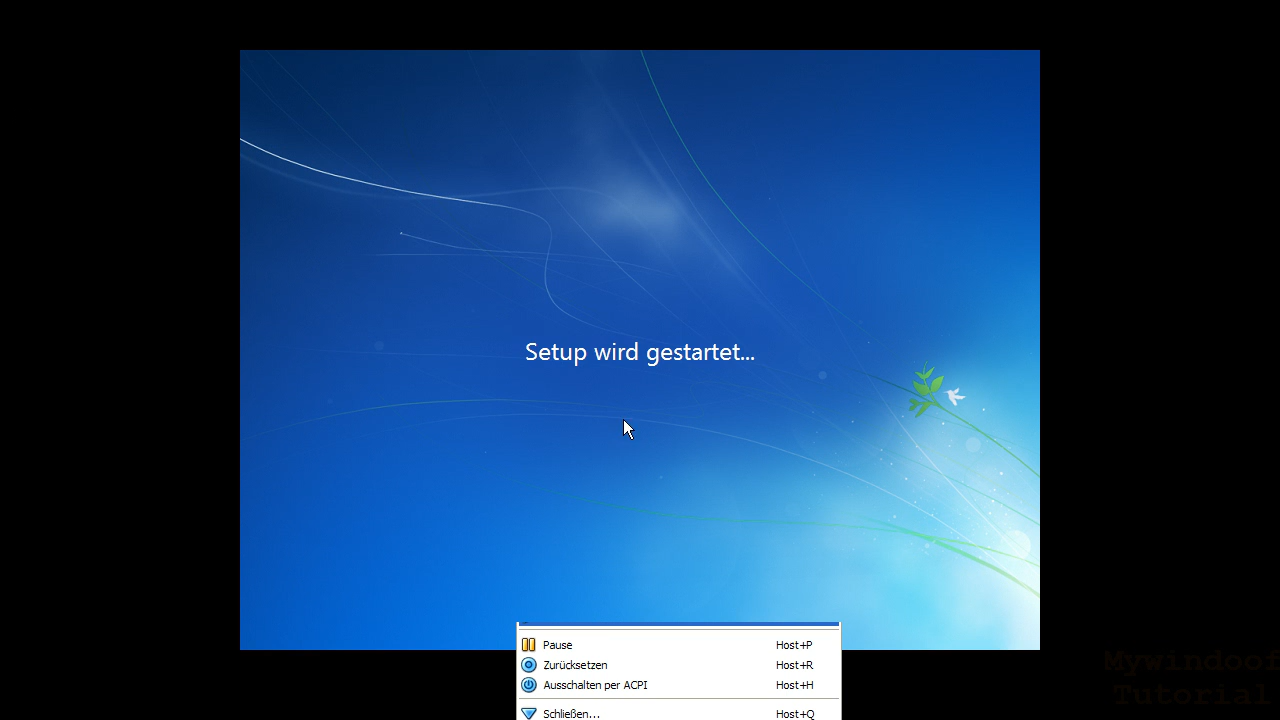 Setup wird gestartet...
Pause Host+P
Zurücksetzen Host+R
Ausschalten per ACPI Host+H
Schließen... Host+Q
Mywindoof
Tutorial